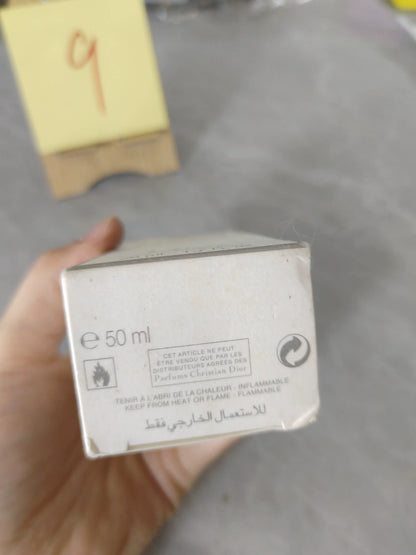 9
℮ 50 ml
CET ARTICLE NE PEUT
ÊTRE VENDU QUE PAR LES
DISTRIBUTEURS AGRÉÉS DES
Parfums Christian Dior
TENIR À L'ABRI DE LA CHALEUR - INFLAMMABLE
KEEP FROM HEAT OR FLAME - FLAMMABLE
للاستعمال الخارجي فقط